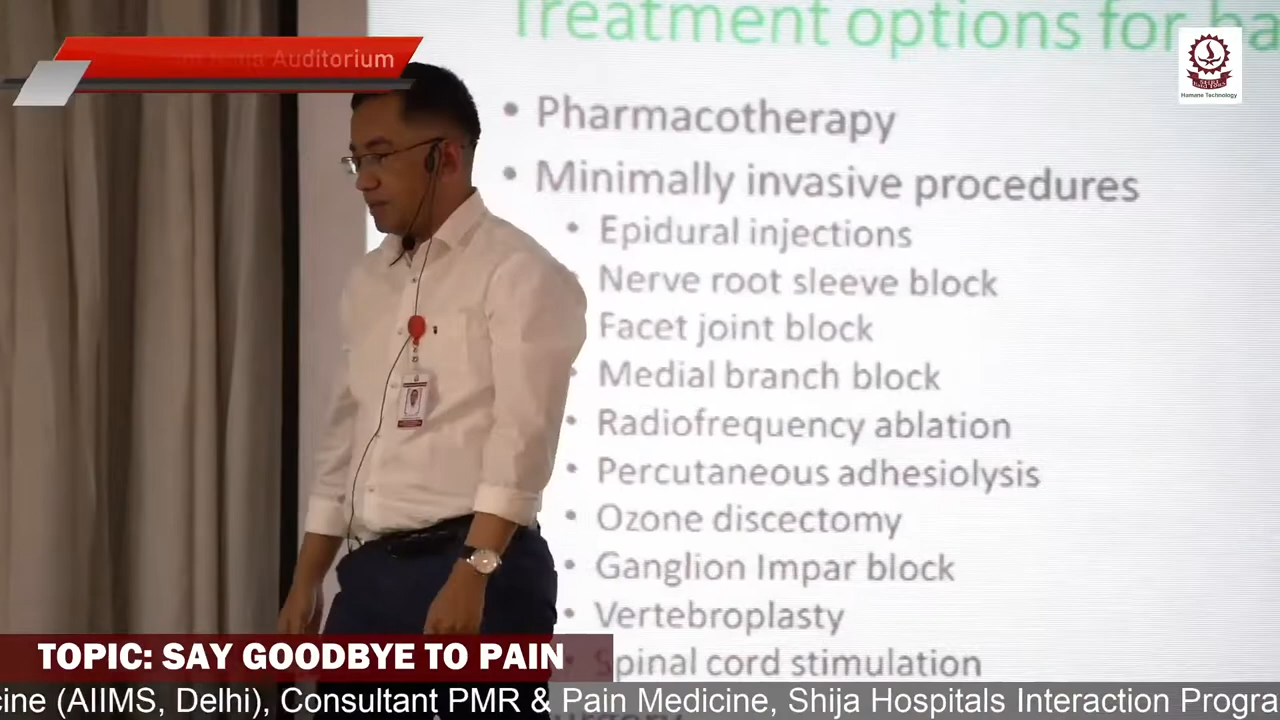 Treatment options for ba
Auditorium
Humane Technology
• Pharmacotherapy
• Minimally invasive procedures
• Epidural injections
Nerve root sleeve block
Facet joint block
Medial branch block
• Radiofrequency ablation
• Percutaneous adhesiolysis
• Ozone discectomy
• Ganglion Impar block
• Vertebroplasty
• Spinal cord stimulation
TOPIC: SAY GOODBYE TO PAIN
cine (AIIMS, Delhi), Consultant PMR & Pain Medicine, Shija Hospitals Interaction Progra